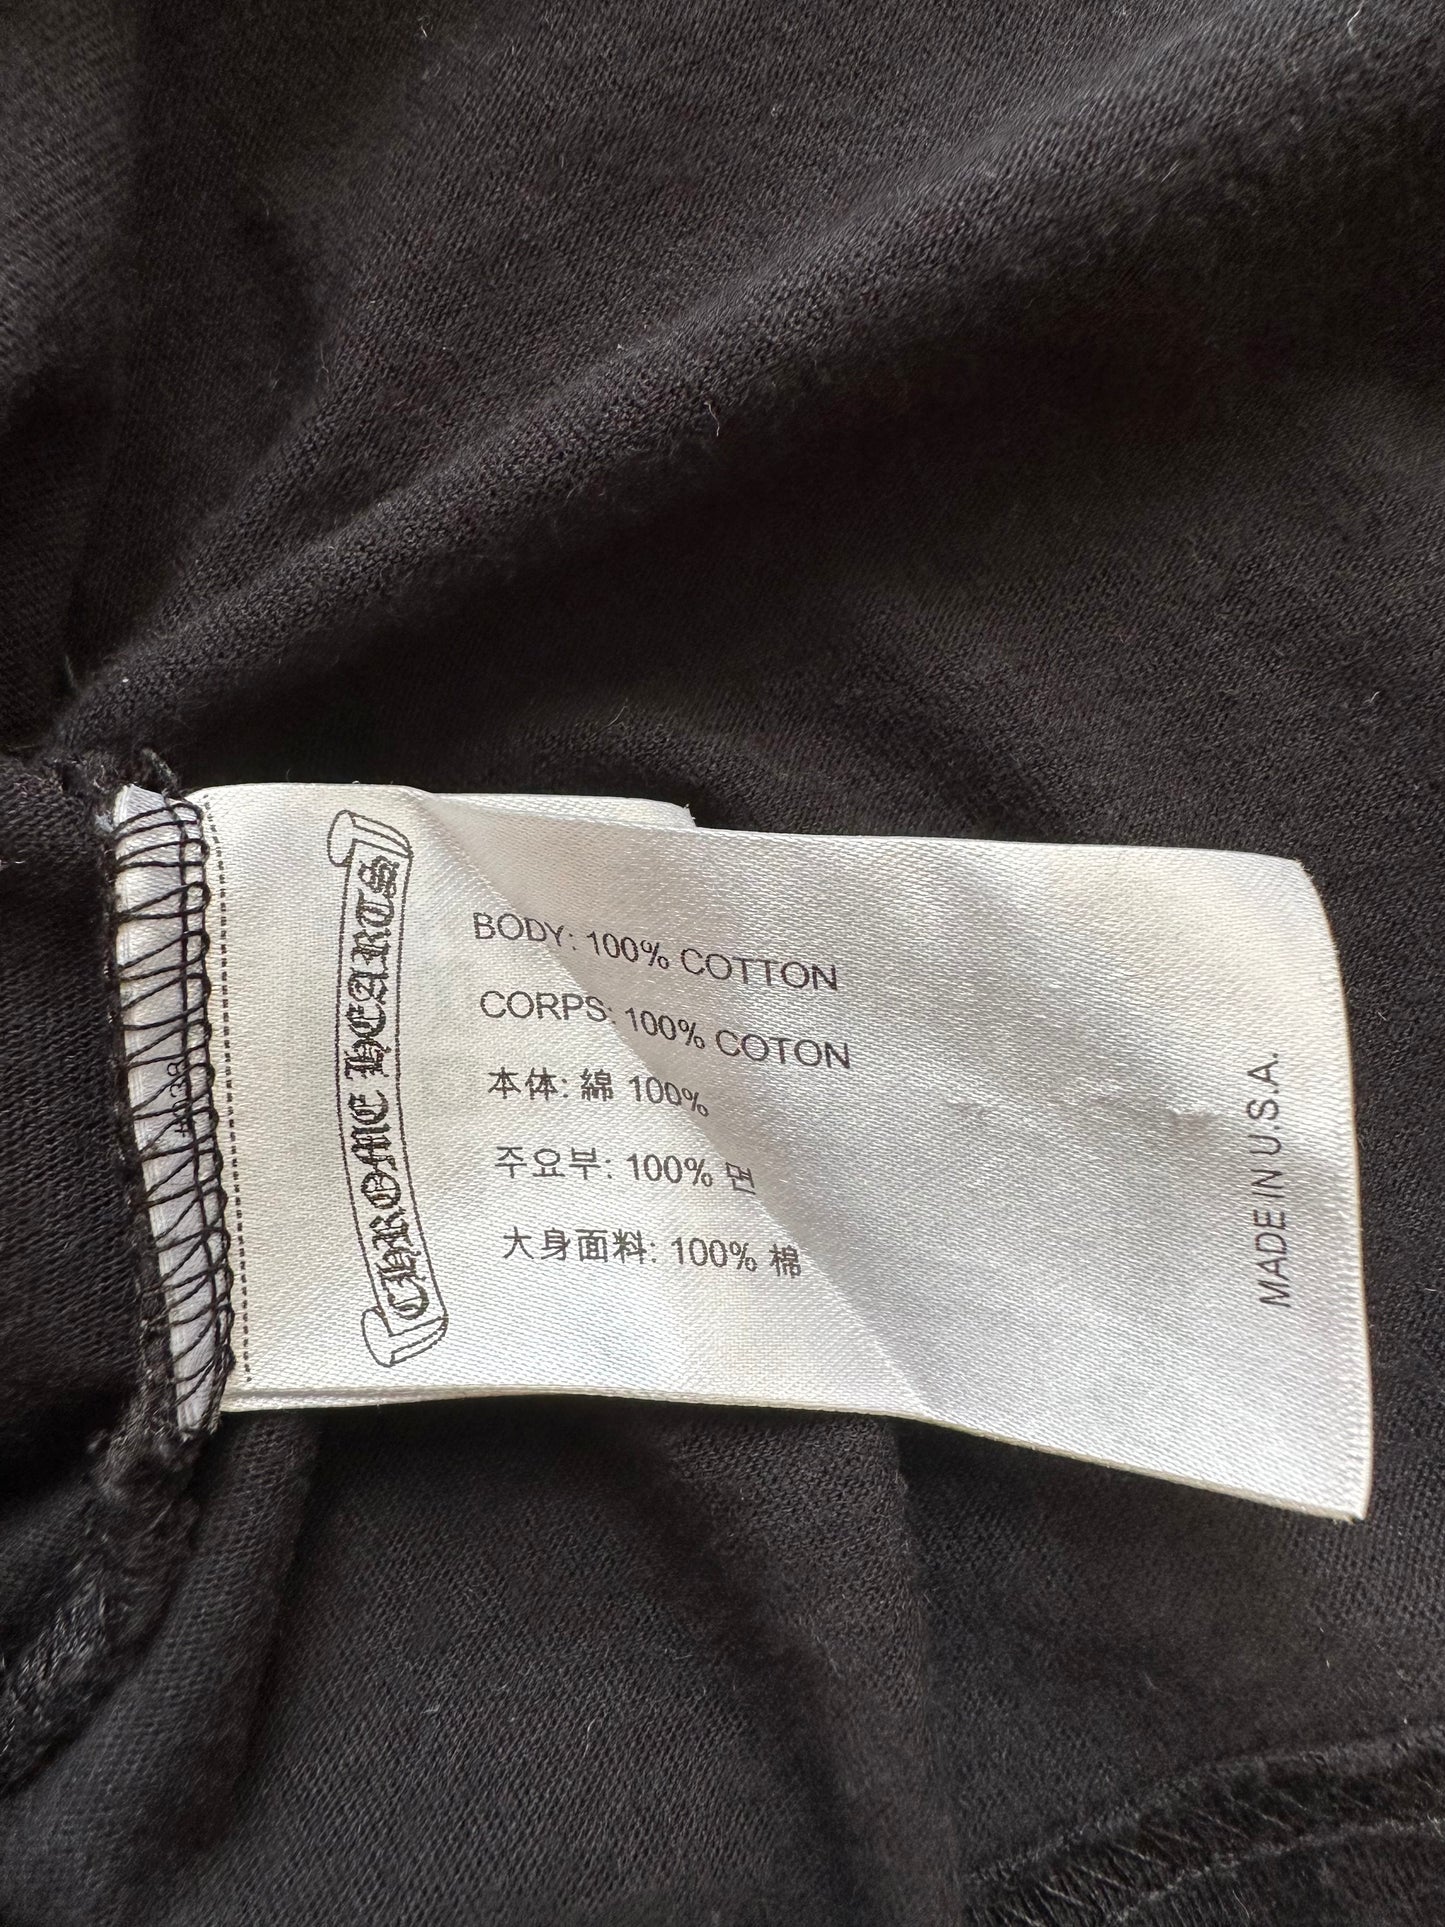 CHROME HEARTS
BODY: 100% COTTON
CORPS: 100% COTON
本体: 綿 100%
주요부: 100% 면
大身面料: 100% 棉
MADE IN U.S.A.